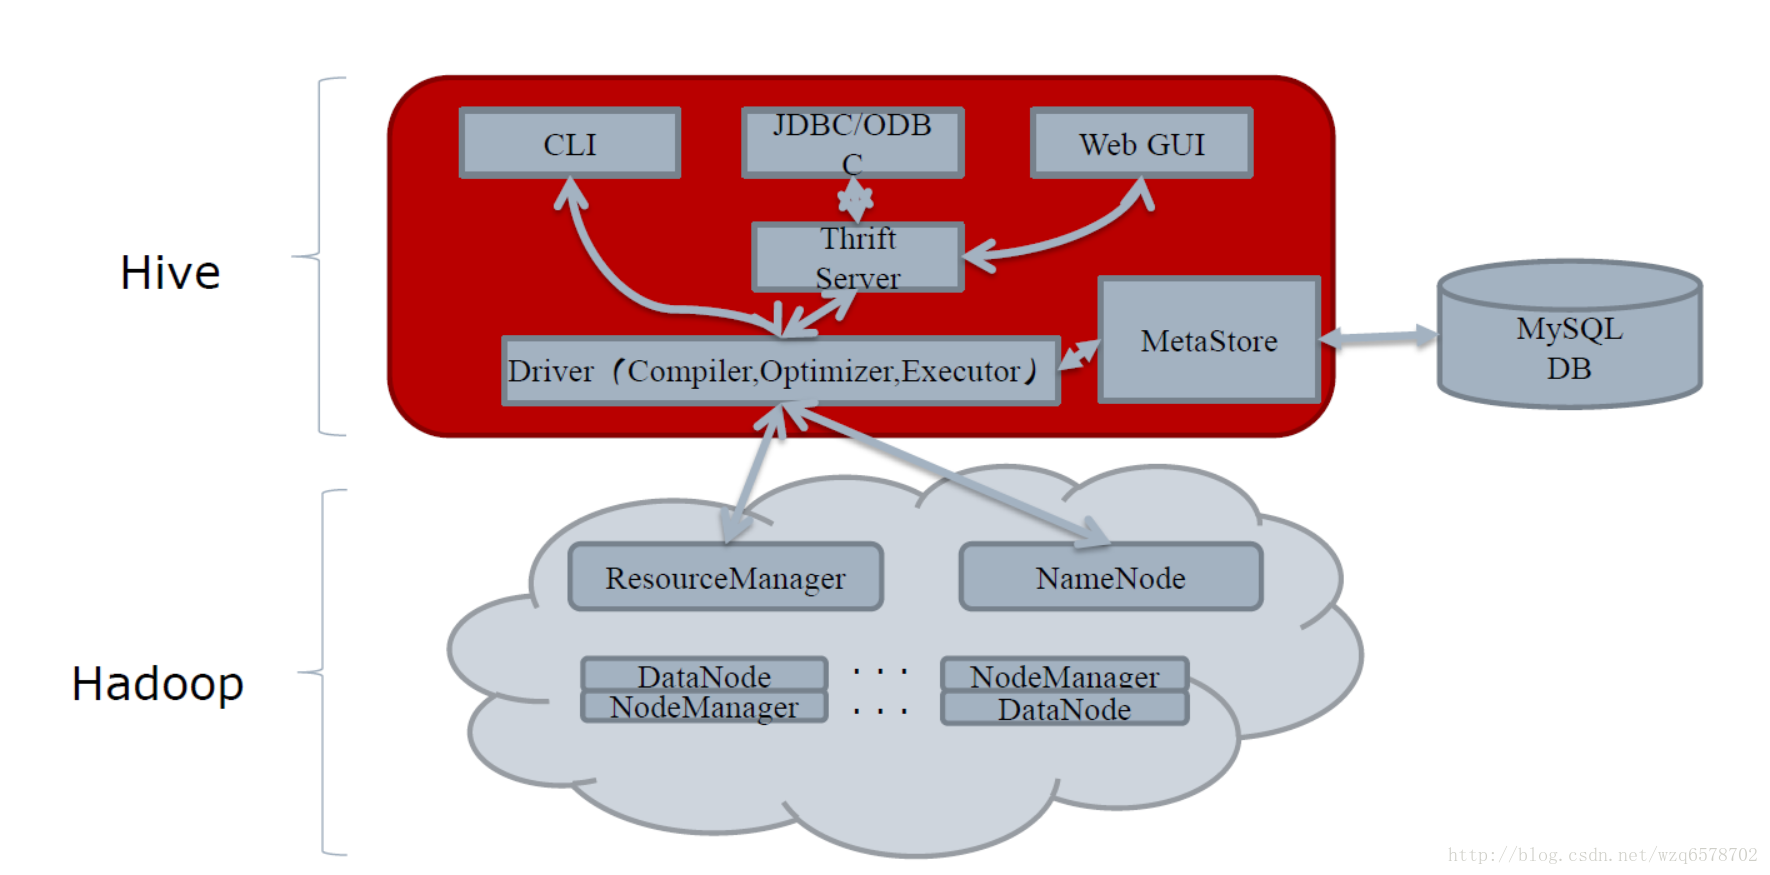 CLI
JDBC/ODB
C
Web GUI
Thrift
Server
Hive
MetaStore
MySQL
DB
Driver（Compiler,Optimizer,Executor）
ResourceManager
NameNode
Hadoop
DataNode
· · ·
NodeManager
NodeManager
· · ·
DataNode
http://blog.csdn.net/wzq6578702